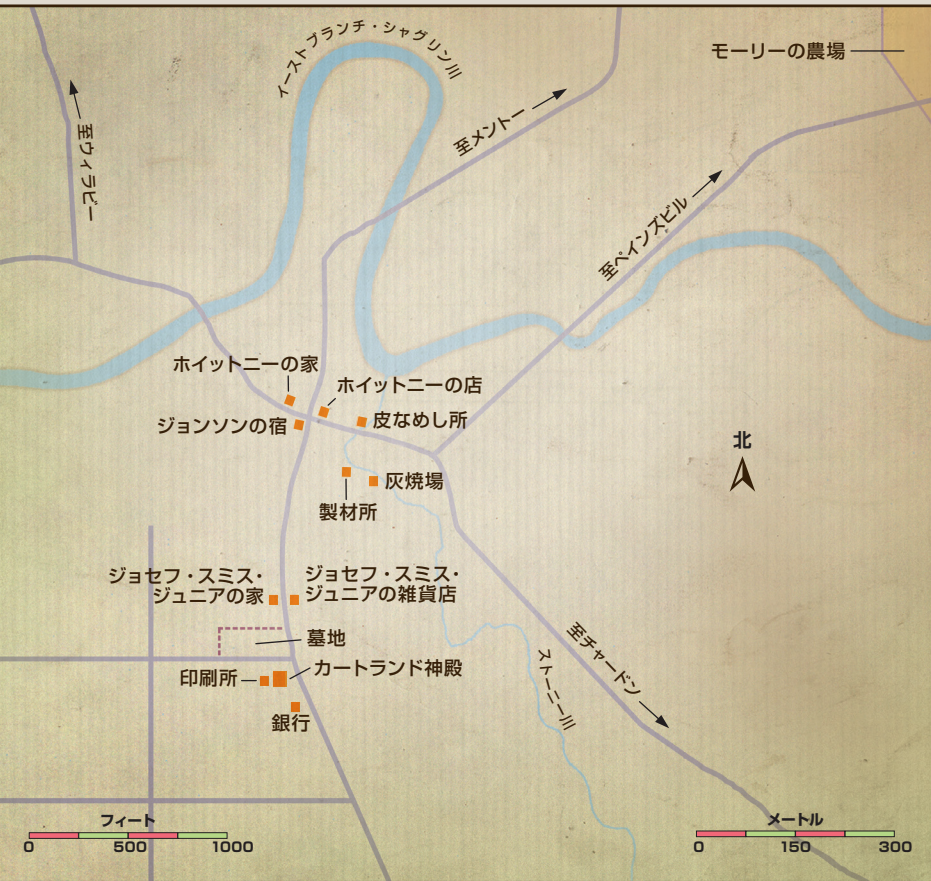 イーストブランチ・シャグリン川
モーリーの農場
至メントー
至ウィラビー
至ペインズビル
ホイットニーの家
ホイットニーの店
ジョンソンの宿
皮なめし所
北
灰焼場
製材所
ジョセフ・スミス・
ジュニアの家
ジョセフ・スミス・
ジュニアの雑貨店
墓地
至チャードン
ストーニー川
カートランド神殿
印刷所
銀行
フィート
0 500 1000
メートル
0 150 300